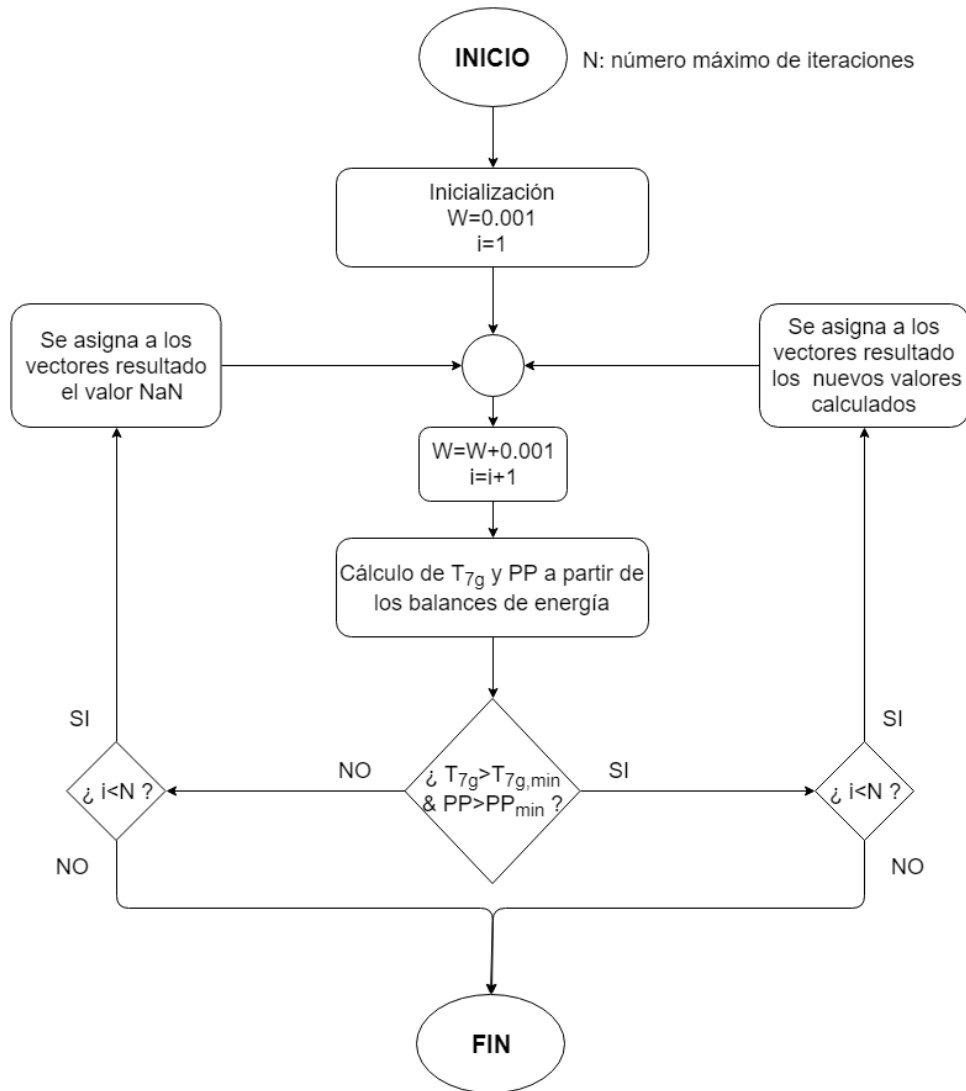 INICIO
N: número máximo de iteraciones
Inicialización
W=0.001
i=1
Se asigna a los
vectores resultado
el valor NaN
Se asigna a los
vectores resultado
los nuevos valores
calculados
W=W+0.001
i=i+1
Cálculo de T7g y PP a partir de
los balances de energía
SI
SI
¿ i<N ?
NO
¿ T7g>T7g,min
& PP>PPmin ?
SI
¿ i<N ?
NO
NO
FIN